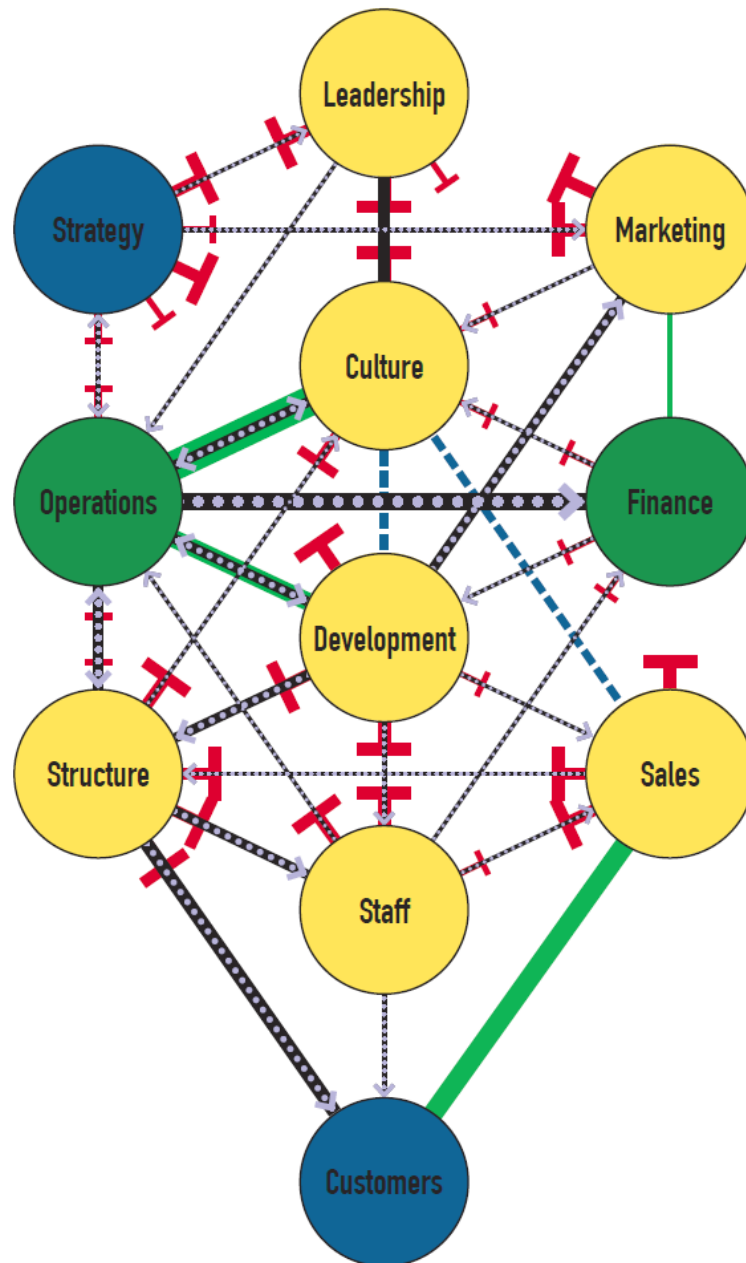 Leadership
Strategy
Marketing
Culture
Operations
Finance
Development
Structure
Sales
Staff
Customers